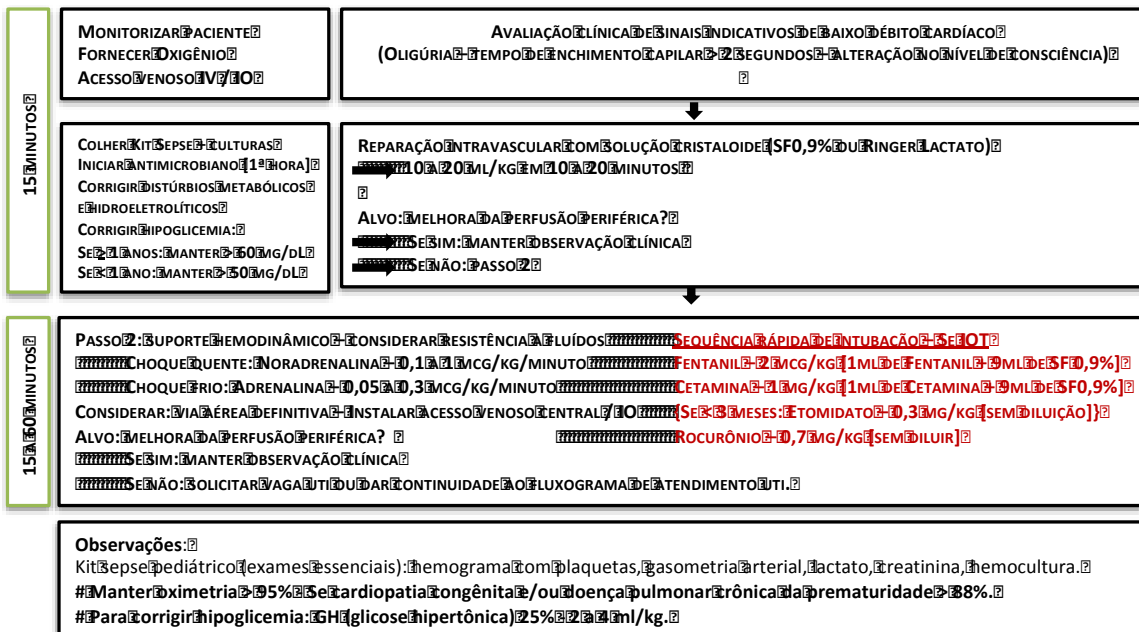 15 MINUTOS
MONITORIZAR PACIENTE
FORNECER OXIGÊNIO
ACESSO VENOSO IV / IO
AVALIAÇÃO CLÍNICA DE SINAIS INDICATIVOS DE BAIXO DÉBITO CARDÍACO
(OLIGÚRIA – TEMPO DE ENCHIMENTO CAPILAR > 2 SEGUNDOS – ALTERAÇÃO NO NÍVEL DE CONSCIÊNCIA)
COLHER KIT SEPSE – CULTURAS
INICIAR ANTIMICROBIANO [1ª HORA]
CORRIGIR DISTÚRBIOS METABÓLICOS
E HIDROELETROLÍTICOS
CORRIGIR HIPOGLICEMIA:
SE ≥ 1 ANOS: MANTER > 60 MG/DL
SE < 1 ANO: MANTER > 50 MG/DL
REPARAÇÃO INTRAVASCULAR COM SOLUÇÃO CRISTALOIDE (SF0,9% OU RINGER LACTATO)
10 A 20 ML/KG EM 10 A 20 MINUTOS
ALVO: MELHORA DA PERFUSÃO PERIFÉRICA?
SE SIM: MANTER OBSERVAÇÃO CLÍNICA
SE NÃO: PASSO 2
15 A 60 MINUTOS
PASSO 2: SUPORTE HEMODINÂMICO – CONSIDERAR RESISTÊNCIA A FLUÍDOS SEQUÊNCIA RÁPIDA DE INTUBAÇÃO – SE IOT
CHOQUE QUENTE: NORADRENALINA – 0,1 A 1 MCG/KG/MINUTO FENTANIL – 2 MCG/KG [1ML DE FENTANIL + 9ML DE SF 0,9%]
CHOQUE FRIO: ADRENALINA – 0,05 A 0,3 MCG/KG/MINUTO CETAMINA – 1 MG/KG [1ML DE CETAMINA + 9ML DE SF0,9%]
CONSIDERAR: VIA AÉREA DEFINITIVA – INSTALAR ACESSO VENOSO CENTRAL / IO {SE < 3 MESES: ETOMIDATO – 0,3 MG/KG [SEM DILUIÇÃO]}
ALVO: MELHORA DA PERFUSÃO PERIFÉRICA? ROCURÔNIO – 0,7 MG/KG [SEM DILUIR]
SE SIM: MANTER OBSERVAÇÃO CLÍNICA
SE NÃO: SOLICITAR VAGA UTI OU DAR CONTINUIDADE AO FLUXOGRAMA DE ATENDIMENTO UTI.
Observações:
Kit sepse pediátrico (exames essenciais): hemograma com plaquetas, gasometria arterial, lactato, creatinina, hemocultura.
# Manter oximetria > 95% - Se cardiopatia congênita e/ou doença pulmonar crônica da prematuridade > 88%.
# Para corrigir hipoglicemia: GH (glicose hipertônica) 25% - 2 a 4 ml/kg.